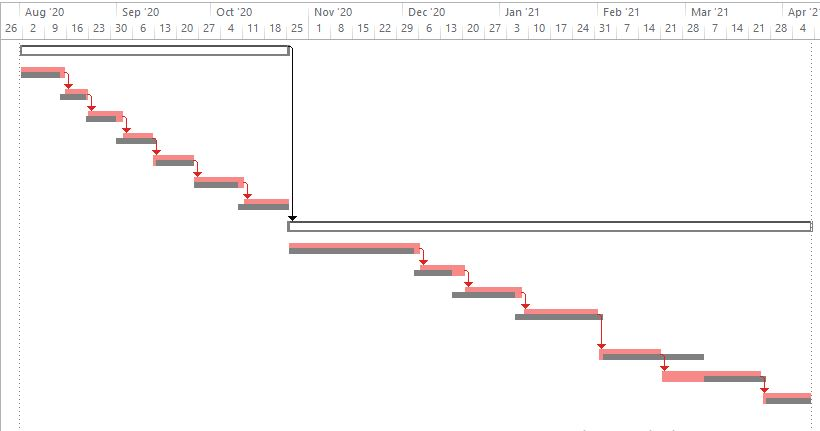 Aug '20 Sep '20 Oct '20 Nov '20 Dec '20 Jan '21 Feb '21 Mar '21 Apr '2
26 2 9 16 23 30 6 13 20 27 4 11 18 25 1 8 15 22 29 6 13 20 27 3 10 17 24 31 7 14 21 28 7 14 21 28 4